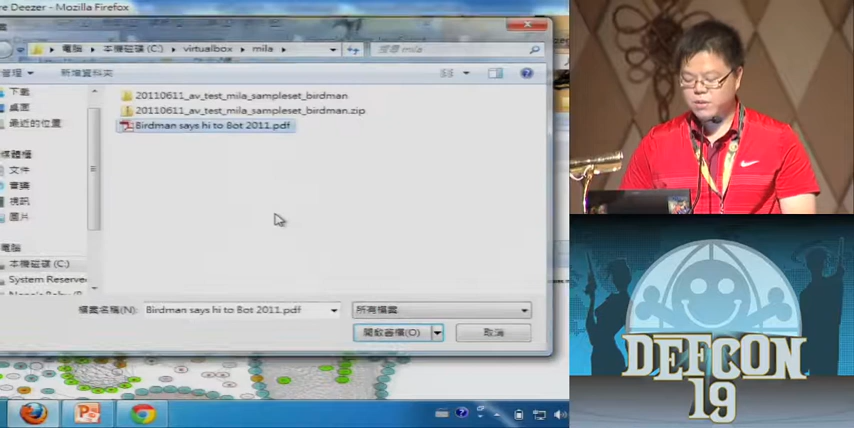 re Deezer - Mozilla Firefox
電腦 ▸ 本機磁碟 (C:) ▸ virtualbox ▸ mila ▸
搜尋 mila
管理 ▾ 新增資料夾
下載
桌面
最近的位置
媒體櫃
文件
音樂
視訊
圖片
電腦
本機磁碟 (C:)
System Reserve
20110611_av_test_mila_sampleset_birdman
20110611_av_test_mila_sampleset_birdman.zip
Birdman says hi to Bot 2011.pdf
檔案名稱(N): Birdman says hi to Bot 2011.pdf
所有檔案
開啟舊檔(O)
取消
DEFCON
19